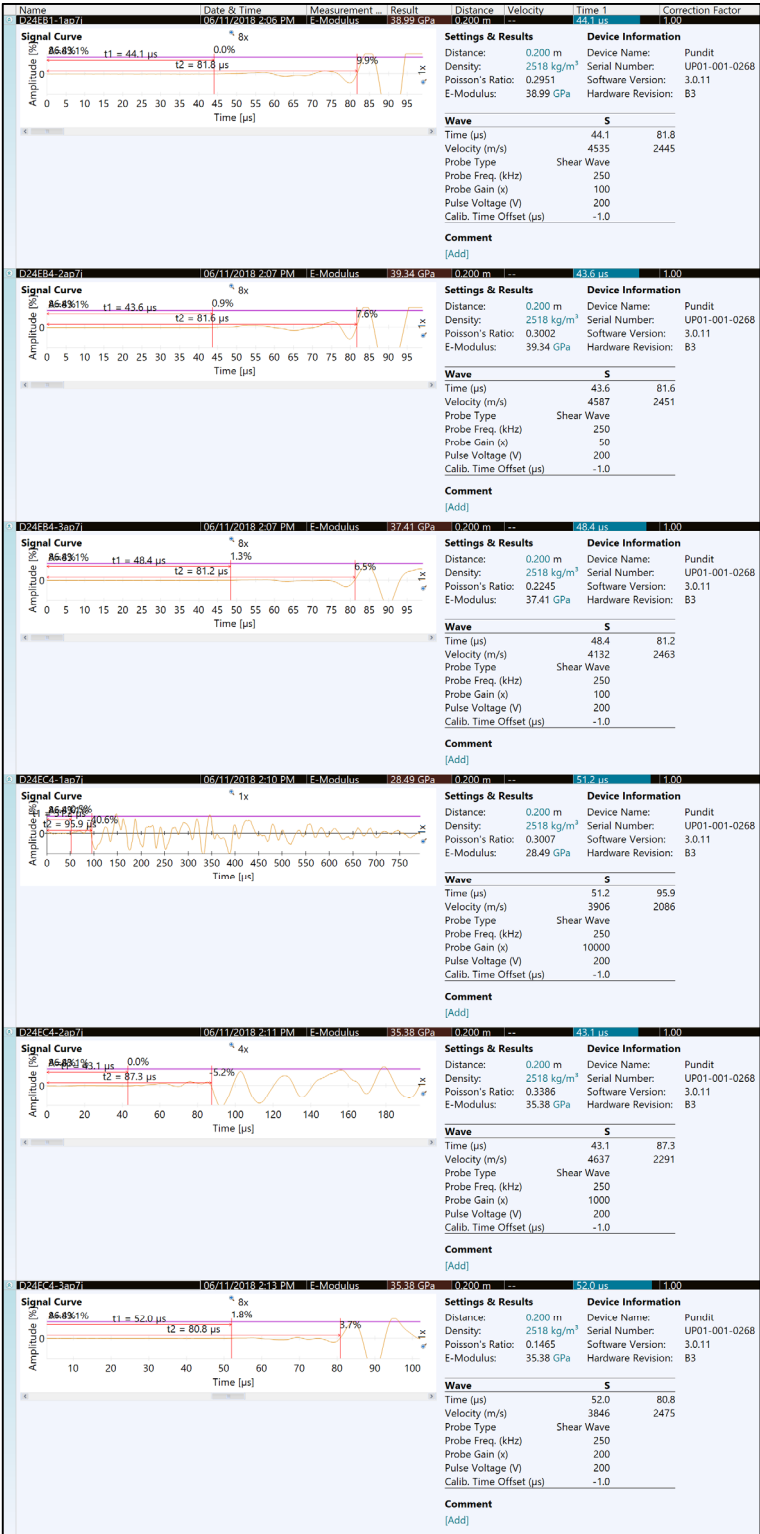 Name Date & Time Measurement ... Result Distance Velocity Time 1 Correction Factor
D24EB1-1ap7j 06/11/2018 2:06 PM 38.99 GPa 0.200 m -- 44.1 µs 1.00
Signal Curve 8x Settings & Results Device Information
t1 = 44.1 µs 0.0% Distance: 0.200 m Device Name: Pundit
t2 = 81.8 µs 9.9% Density: 2518 kg/m³ Serial Number: UP01-001-0268
Amplitude [%] 0 1x Poisson's Ratio: 0.2951 Software Version: 3.0.11
E-Modulus: 38.99 GPa Hardware Revision: B3
0 5 10 15 20 25 30 35 40 45 50 55 60 65 70 75 80 85 90 95
Time [µs]
Wave S
Time (µs) 44.1 81.8
Velocity (m/s) 4535 2445
Probe Type Shear Wave
Probe Freq. (kHz) 250
Probe Gain (x) 100
Pulse Voltage (V) 200
Calib. Time Offset (µs) -1.0
Comment
[Add]
D24EB4-2ap7j 06/11/2018 2:07 PM E-Modulus 39.34 GPa 0.200 m -- 43.6 µs 1.00
Signal Curve 8x Settings & Results Device Information
t1 = 43.6 µs 0.9% Distance: 0.200 m Device Name: Pundit
t2 = 81.6 µs 7.6% Density: 2518 kg/m³ Serial Number: UP01-001-0268
Amplitude [%] 0 1x Poisson's Ratio: 0.3002 Software Version: 3.0.11
E-Modulus: 39.34 GPa Hardware Revision: B3
0 5 10 15 20 25 30 35 40 45 50 55 60 65 70 75 80 85 90 95
Time [µs]
Wave S
Time (µs) 43.6 81.6
Velocity (m/s) 4587 2451
Probe Type Shear Wave
Probe Freq. (kHz) 250
Probe Gain (x) 50
Pulse Voltage (V) 200
Calib. Time Offset (µs) -1.0
Comment
[Add]
D24EB4-3ap7j 06/11/2018 2:07 PM E-Modulus 37.41 GPa 0.200 m -- 48.4 µs 1.00
Signal Curve 8x Settings & Results Device Information
t1 = 48.4 µs 1.3% Distance: 0.200 m Device Name: Pundit
t2 = 81.2 µs 6.5% Density: 2518 kg/m³ Serial Number: UP01-001-0268
Amplitude [%] 0 1x Poisson's Ratio: 0.2245 Software Version: 3.0.11
E-Modulus: 37.41 GPa Hardware Revision: B3
0 5 10 15 20 25 30 35 40 45 50 55 60 65 70 75 80 85 90 95
Time [µs]
Wave S
Time (µs) 48.4 81.2
Velocity (m/s) 4132 2463
Probe Type Shear Wave
Probe Freq. (kHz) 250
Probe Gain (x) 100
Pulse Voltage (V) 200
Calib. Time Offset (µs) -1.0
Comment
[Add]
D24EC4-1ap7j 06/11/2018 2:10 PM E-Modulus 28.49 GPa 0.200 m -- 51.2 µs 1.00
Signal Curve 1x Settings & Results Device Information
Distance: 0.200 m Device Name: Pundit
t2 = 95.9 µs 40.6% Density: 2518 kg/m³ Serial Number: UP01-001-0268
Amplitude [%] 0 1x Poisson's Ratio: 0.3007 Software Version: 3.0.11
E-Modulus: 28.49 GPa Hardware Revision: B3
0 50 100 150 200 250 300 350 400 450 500 550 600 650 700 750
Time [µs]
Wave S
Time (µs) 51.2 95.9
Velocity (m/s) 3906 2086
Probe Type Shear Wave
Probe Freq. (kHz) 250
Probe Gain (x) 10000
Pulse Voltage (V) 200
Calib. Time Offset (µs) -1.0
Comment
[Add]
D24EC4-2ap7j 06/11/2018 2:11 PM E-Modulus 35.38 GPa 0.200 m -- 43.1 µs 1.00
Signal Curve 4x Settings & Results Device Information
43.1 µs 0.0% Distance: 0.200 m Device Name: Pundit
t2 = 87.3 µs -5.2% Density: 2518 kg/m³ Serial Number: UP01-001-0268
Amplitude [%] 0 1x Poisson's Ratio: 0.3386 Software Version: 3.0.11
E-Modulus: 35.38 GPa Hardware Revision: B3
0 20 40 60 80 100 120 140 160 180
Time [µs]
Wave S
Time (µs) 43.1 87.3
Velocity (m/s) 4637 2291
Probe Type Shear Wave
Probe Freq. (kHz) 250
Probe Gain (x) 1000
Pulse Voltage (V) 200
Calib. Time Offset (µs) -1.0
Comment
[Add]
D24EC4-3ap7j 06/11/2018 2:13 PM E-Modulus 35.38 GPa 0.200 m -- 52.0 µs 1.00
Signal Curve 8x Settings & Results Device Information
t1 = 52.0 µs 1.8% Distance: 0.200 m Device Name: Pundit
t2 = 80.8 µs 3.7% Density: 2518 kg/m³ Serial Number: UP01-001-0268
Amplitude [%] 0 1x Poisson's Ratio: 0.1465 Software Version: 3.0.11
E-Modulus: 35.38 GPa Hardware Revision: B3
10 20 30 40 50 60 70 80 90 100
Time [µs]
Wave S
Time (µs) 52.0 80.8
Velocity (m/s) 3846 2475
Probe Type Shear Wave
Probe Freq. (kHz) 250
Probe Gain (x) 200
Pulse Voltage (V) 200
Calib. Time Offset (µs) -1.0
Comment
[Add]